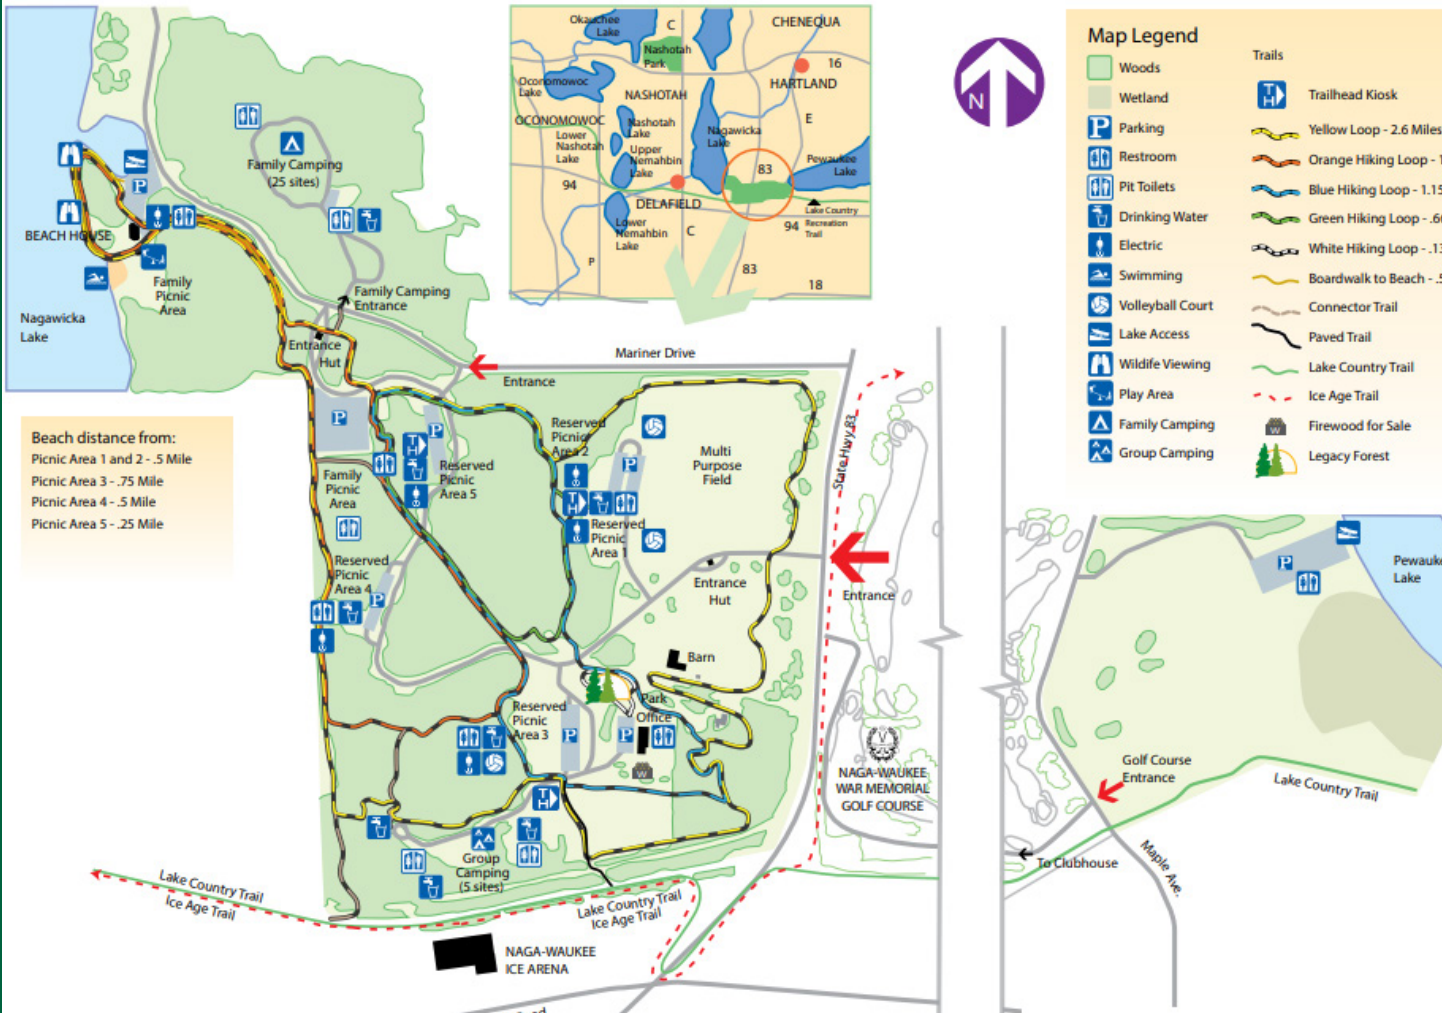 Okauchee
Lake
C
CHENEQUA
Nashotah
Park
16
HARTLAND
Oconomowoc
Lake
NASHOTAH
OCONOMOWOC
Nashotah
Lake
E
Lower
Nashotah
Lake
Nagawicka
Lake
Upper
Nemahbin
Lake
Pewaukee
Lake
83
94
DELAFIELD
Lake Country
Recreation
Trail
Lower
Nemahbin
Lake
C
94
P
83
18
N
Map Legend
Woods
Wetland
P
Parking
Restroom
Pit Toilets
Drinking Water
Electric
Swimming
Volleyball Court
Lake Access
Wildlife Viewing
Play Area
Family Camping
Group Camping
Trails
T
H
Trailhead Kiosk
Yellow Loop - 2.6 Miles
Orange Hiking Loop - 1
Blue Hiking Loop - 1.15
Green Hiking Loop - .6
White Hiking Loop - .13
Boardwalk to Beach - .5
Connector Trail
Paved Trail
Lake Country Trail
Ice Age Trail
W
Firewood for Sale
Legacy Forest
Family Camping
(25 sites)
P
BEACH HOUSE
Family
Picnic
Area
Nagawicka
Lake
Family Camping
Entrance
Entrance
Hut
Mariner Drive
Entrance
Beach distance from:
Picnic Area 1 and 2 - .5 Mile
Picnic Area 3 - .75 Mile
Picnic Area 4 - .5 Mile
Picnic Area 5 - .25 Mile
P
P
T
H
Reserved
Picnic
Area 5
Reserved
Picnic
Area 2
P
Multi
Purpose
Field
State Hwy 83
Family
Picnic
Area
T
H
Reserved
Picnic
Area 1
Reserved
Picnic
Area 4
P
Entrance
Hut
Entrance
Barn
Park
Office
Reserved
Picnic
Area 3
P
P
W
T
H
NAGA-WAUKEE
WAR MEMORIAL
GOLF COURSE
Group
Camping
(5 sites)
Lake Country Trail
Ice Age Trail
Lake Country Trail
Ice Age Trail
NAGA-WAUKEE
ICE ARENA
P
Pewauke
Lake
Golf Course
Entrance
Lake Country Trail
To Clubhouse
Maple Ave.